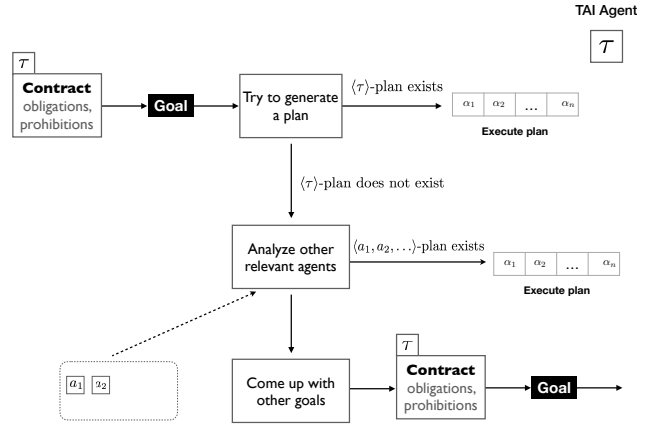 TAI Agent
τ
τ
Contract
obligations,
prohibitions
Goal
Try to generate
a plan
⟨τ⟩-plan exists
α₁ α₂ ... αₙ
Execute plan
⟨τ⟩-plan does not exist
Analyze other
relevant agents
⟨a₁, a₂, …⟩-plan exists
α₁ α₂ ... αₙ
Execute plan
a₁ a₂
Come up with
other goals
τ
Contract
obligations,
prohibitions
Goal